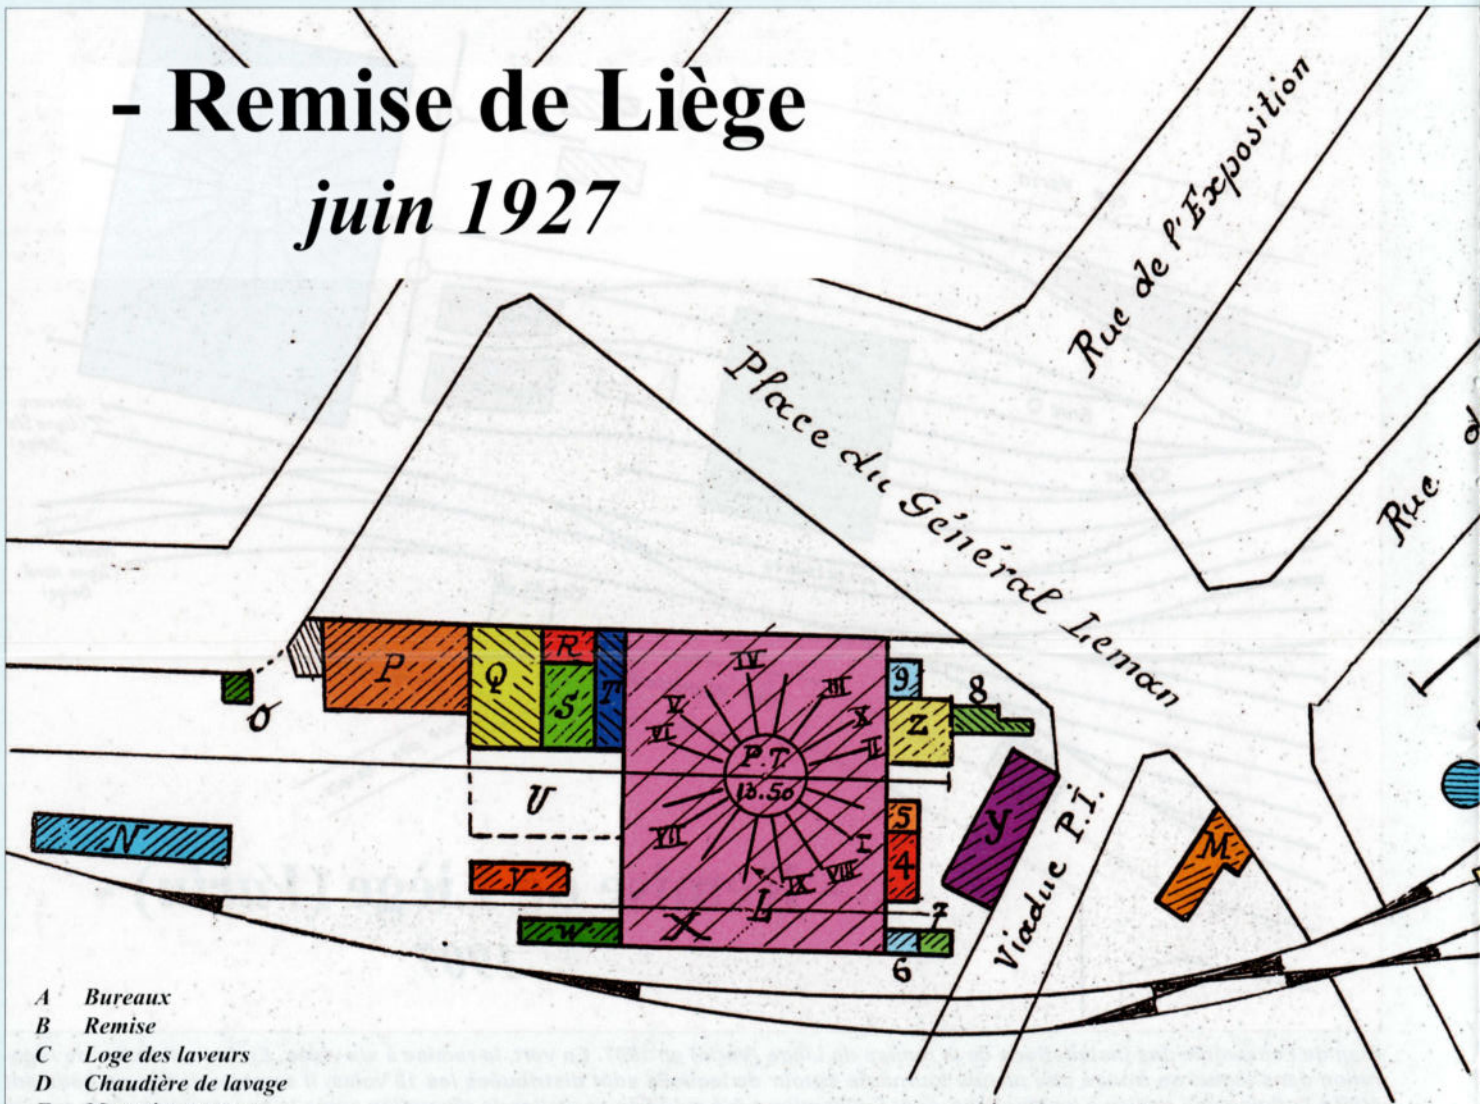 - Remise de Liège
juin 1927
Rue de l'Exposition
Place du Général Leman
Rue
P
Q
R
S
T
O
U
N
V
W
X
L
P.T
13.50
IV
III
X
II
V
VI
VII
I
VIII
IX
9
Z
8
5
4
7
6
Y
Viaduc P.I.
M
A Bureaux
B Remise
C Loge des laveurs
D Chaudière de lavage